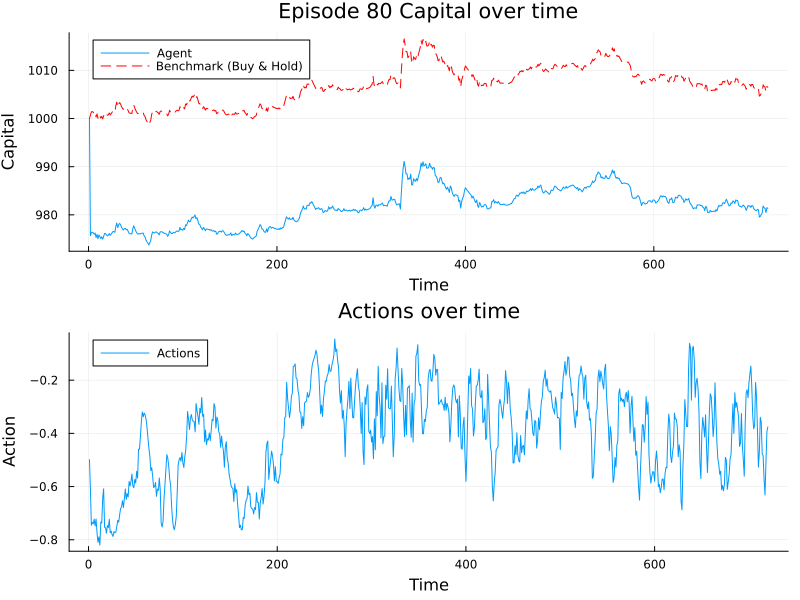 Episode 80 Capital over time
Agent
Benchmark (Buy & Hold)
Capital
1010
1000
990
980
0
200
400
600
Time
Actions over time
Actions
Action
−0.2
−0.4
−0.6
−0.8
0
200
400
600
Time